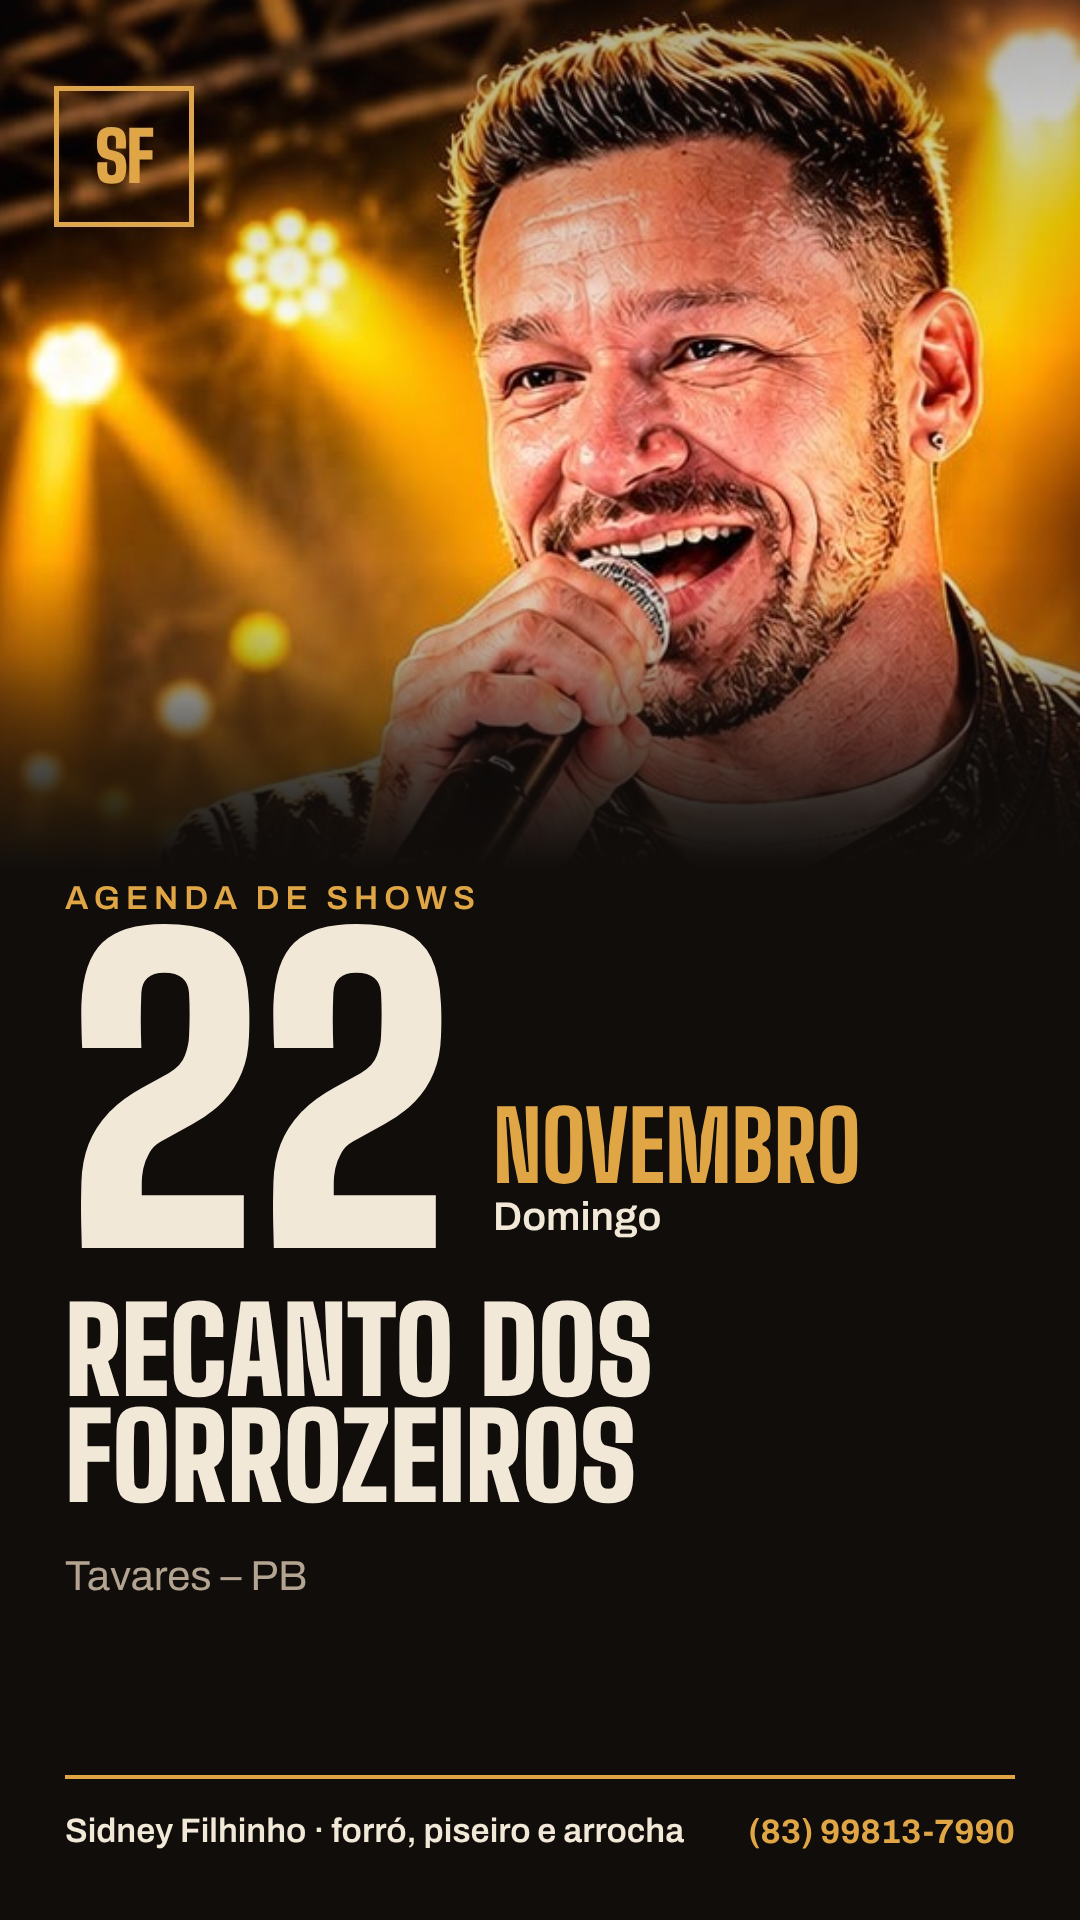 SF
AGENDA DE SHOWS
22
NOVEMBRO
Domingo
RECANTO DOS
FORROZEIROS
Tavares – PB
Sidney Filhinho · forró, piseiro e arrocha
(83) 99813-7990